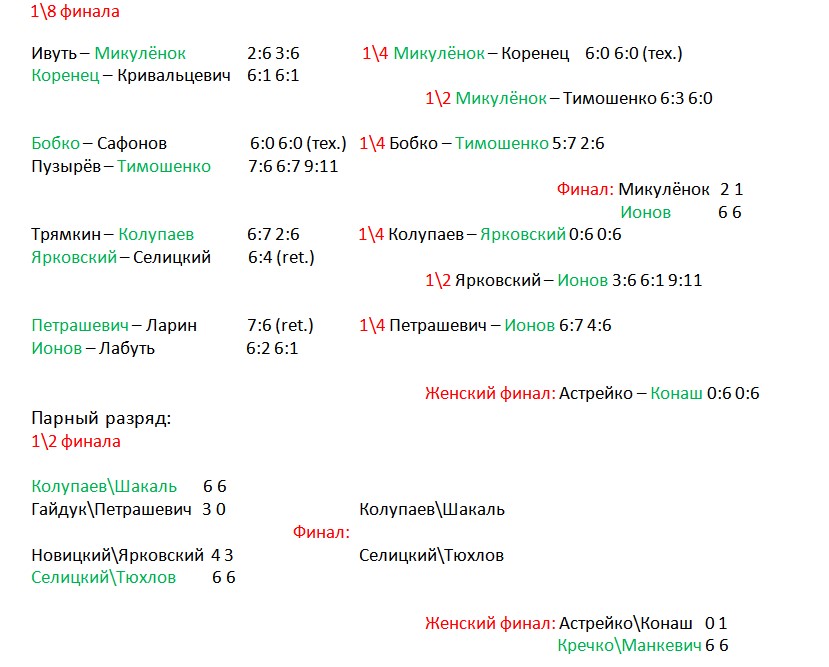 1\8 финала
Ивуть – Микулёнок 2:6 3:6 1\4 Микулёнок – Коренец 6:0 6:0 (тех.)
Коренец – Кривальцевич 6:1 6:1
1\2 Микулёнок – Тимошенко 6:3 6:0
Бобко – Сафонов 6:0 6:0 (тех.) 1\4 Бобко – Тимошенко 5:7 2:6
Пузырёв – Тимошенко 7:6 6:7 9:11
Финал: Микулёнок 2 1
Ионов 6 6
Трямкин – Колупаев 6:7 2:6 1\4 Колупаев – Ярковский 0:6 0:6
Ярковский – Селицкий 6:4 (ret.)
1\2 Ярковский – Ионов 3:6 6:1 9:11
Петрашевич – Ларин 7:6 (ret.) 1\4 Петрашевич – Ионов 6:7 4:6
Ионов – Лабуть 6:2 6:1
Женский финал: Астрейко – Конаш 0:6 0:6
Парный разряд:
1\2 финала
Колупаев\Шакаль 6 6
Гайдук\Петрашевич 3 0 Колупаев\Шакаль
Финал:
Новицкий\Ярковский 4 3 Селицкий\Тюхлов
Селицкий\Тюхлов 6 6
Женский финал: Астрейко\Конаш 0 1
Кречко\Манкевич 6 6